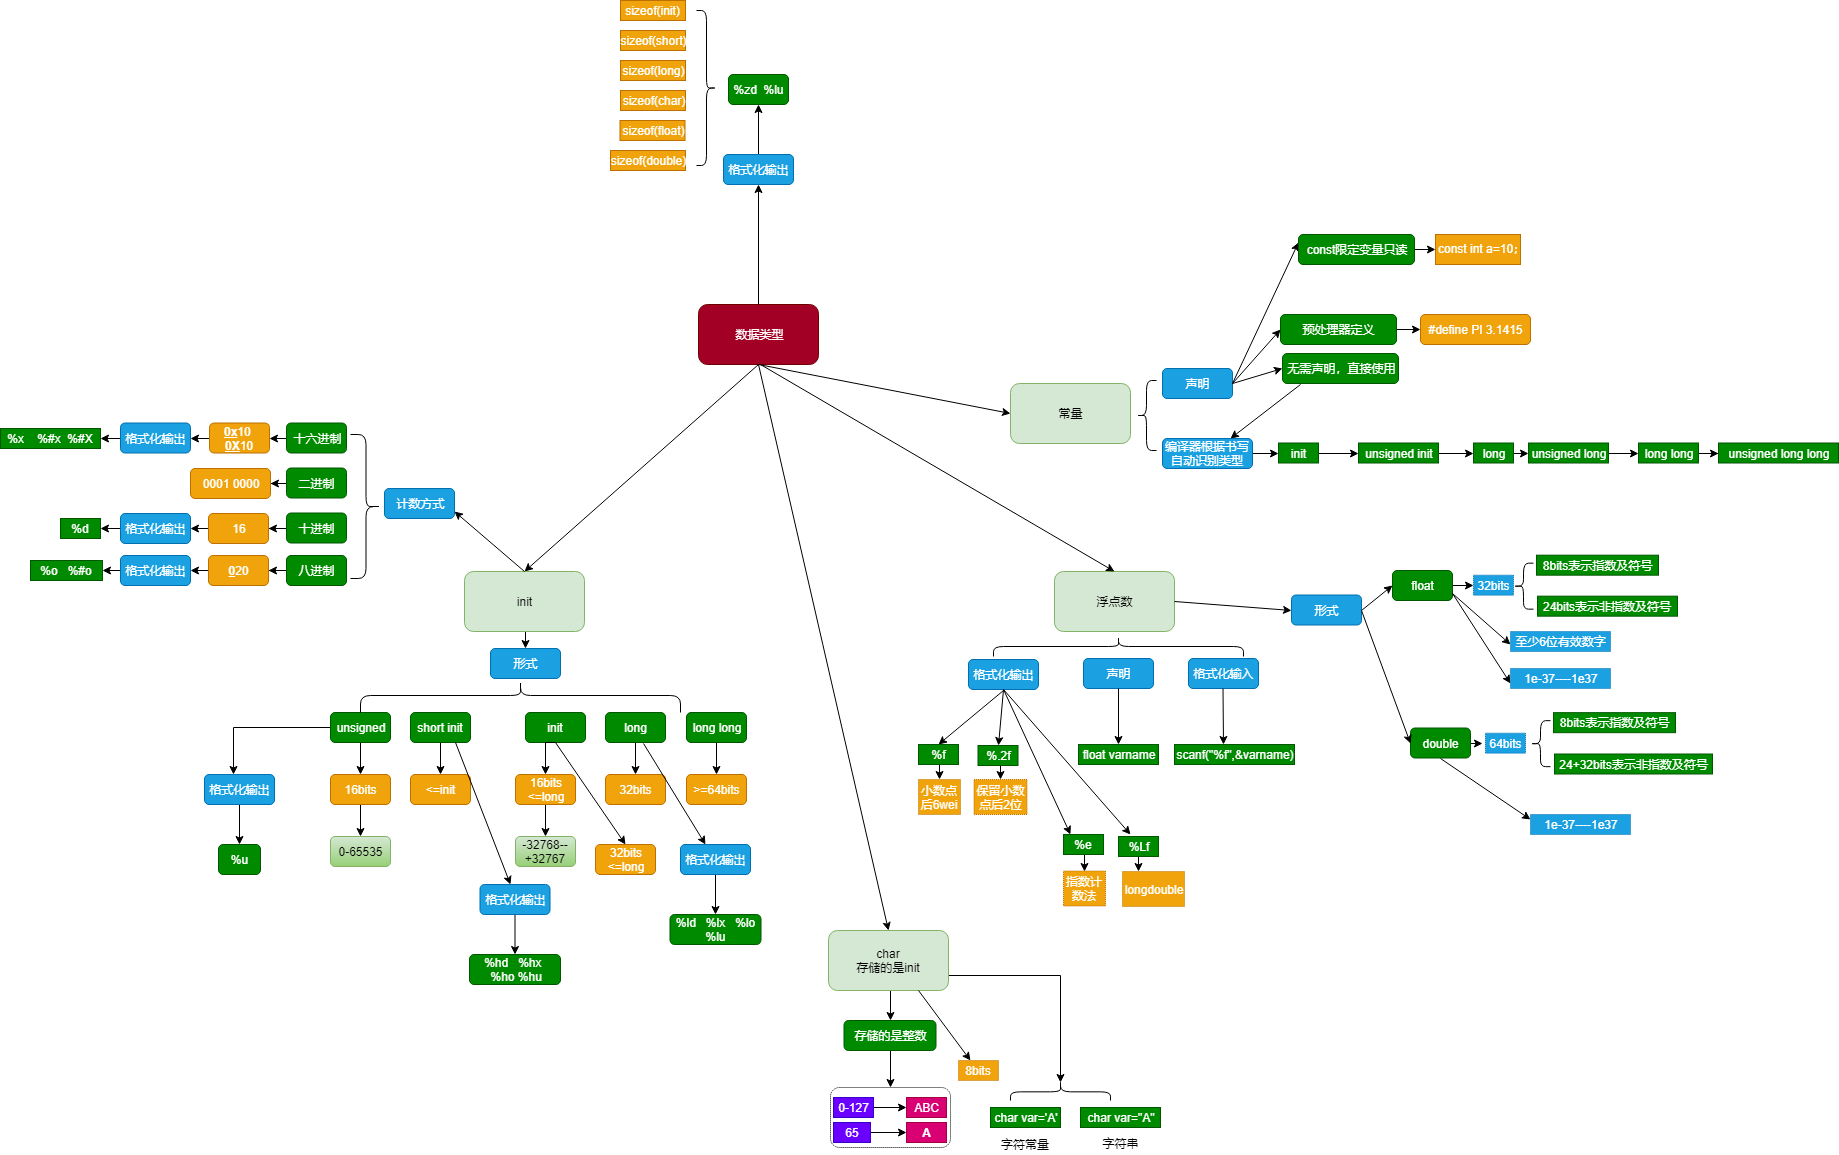 sizeof(init)
sizeof(short)
sizeof(long)
sizeof(char)
sizeof(float)
sizeof(double)
%zd %lu
格式化输出
数据类型
const限定变量只读
const int a=10;
预处理器定义
#define PI 3.1415
无需声明，直接使用
声明
常量
编译器根据书写
自动识别类型
init
unsigned init
long
unsigned long
long long
unsigned long long
%x %#x %#X
格式化输出
0x10
0X10
十六进制
0001 0000
二进制
计数方式
%d
格式化输出
16
十进制
%o %#o
格式化输出
020
八进制
init
形式
unsigned
short init
init
long
long long
格式化输出
16bits
<=init
16bits
<=long
32bits
>=64bits
%u
0-65535
-32768--
+32767
32bits
<=long
格式化输出
格式化输出
%ld %lx %lo
%lu
%hd %hx
%ho %hu
浮点数
形式
float
32bits
8bits表示指数及符号
24bits表示非指数及符号
至少6位有效数字
1e-37----1e37
double
64bits
8bits表示指数及符号
24+32bits表示非指数及符号
1e-37----1e37
格式化输出
声明
格式化输入
%f
%.2f
float varname
scanf("%f",&varname)
小数点
后6wei
保留小数
点后2位
%e
%Lf
指数计
数法
longdouble
char
存储的是init
存储的是整数
8bits
0-127
ABC
65
A
char var='A'
char var="A"
字符常量
字符串